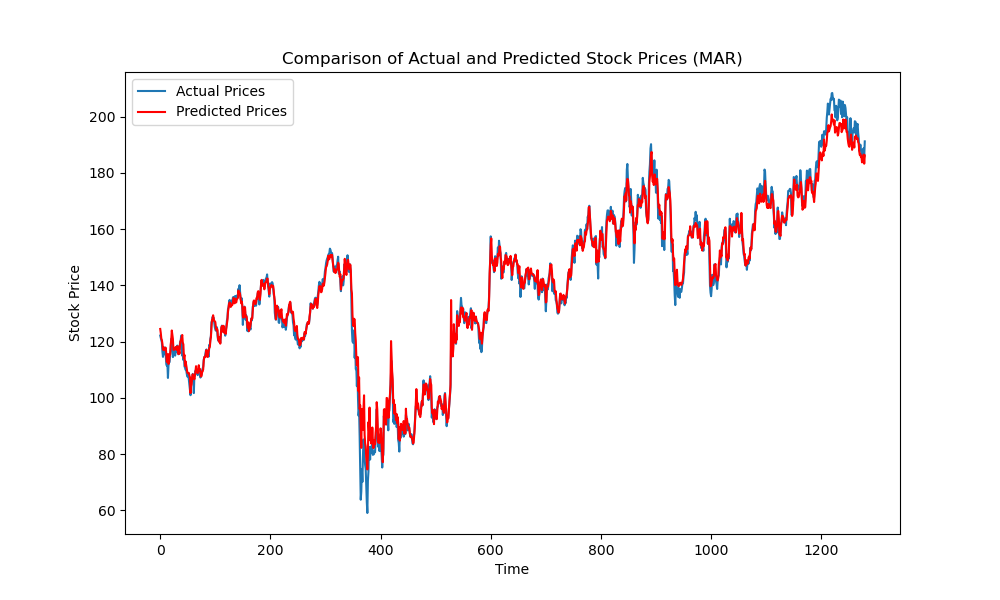 Comparison of Actual and Predicted Stock Prices (MAR)
Actual Prices
Predicted Prices
200
180
160
140
120
100
80
60
Stock Price
0 200 400 600 800 1000 1200
Time